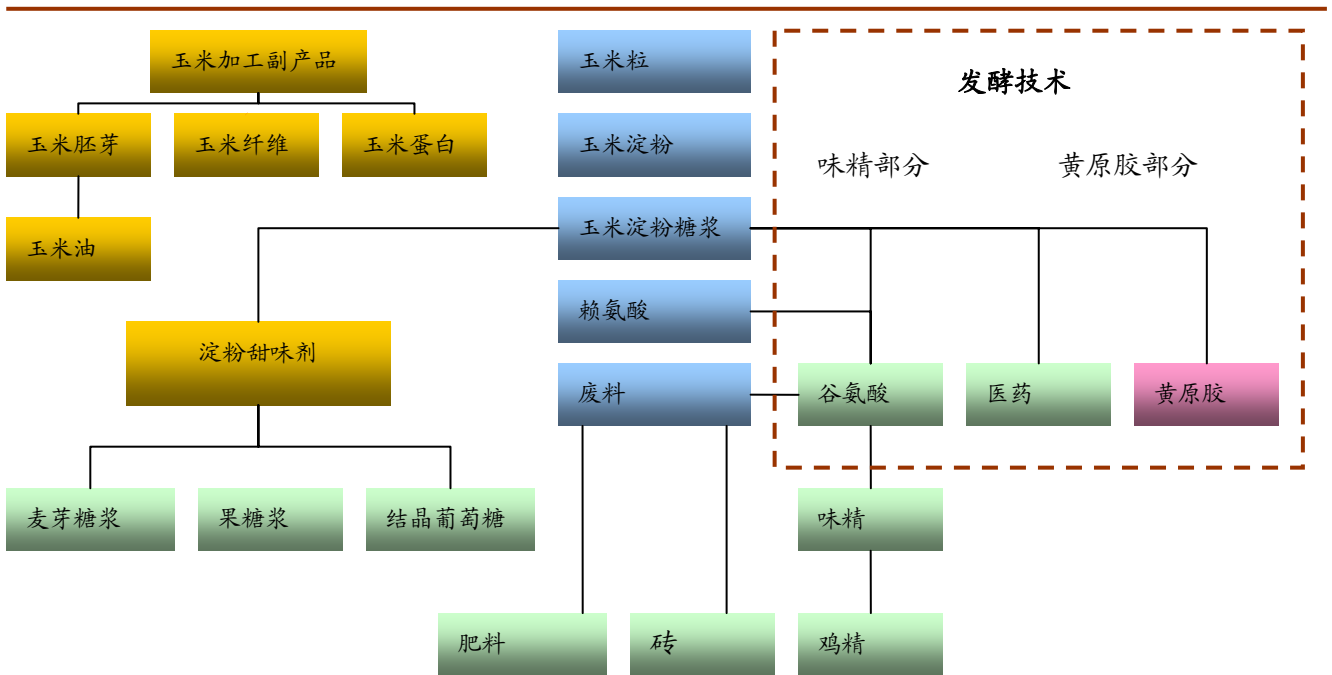 玉米加工副产品
玉米粒
发酵技术
玉米胚芽
玉米纤维
玉米蛋白
玉米淀粉
味精部分
黄原胶部分
玉米油
玉米淀粉糖浆
赖氨酸
淀粉甜味剂
废料
谷氨酸
医药
黄原胶
麦芽糖浆
果糖浆
结晶葡萄糖
味精
肥料
砖
鸡精